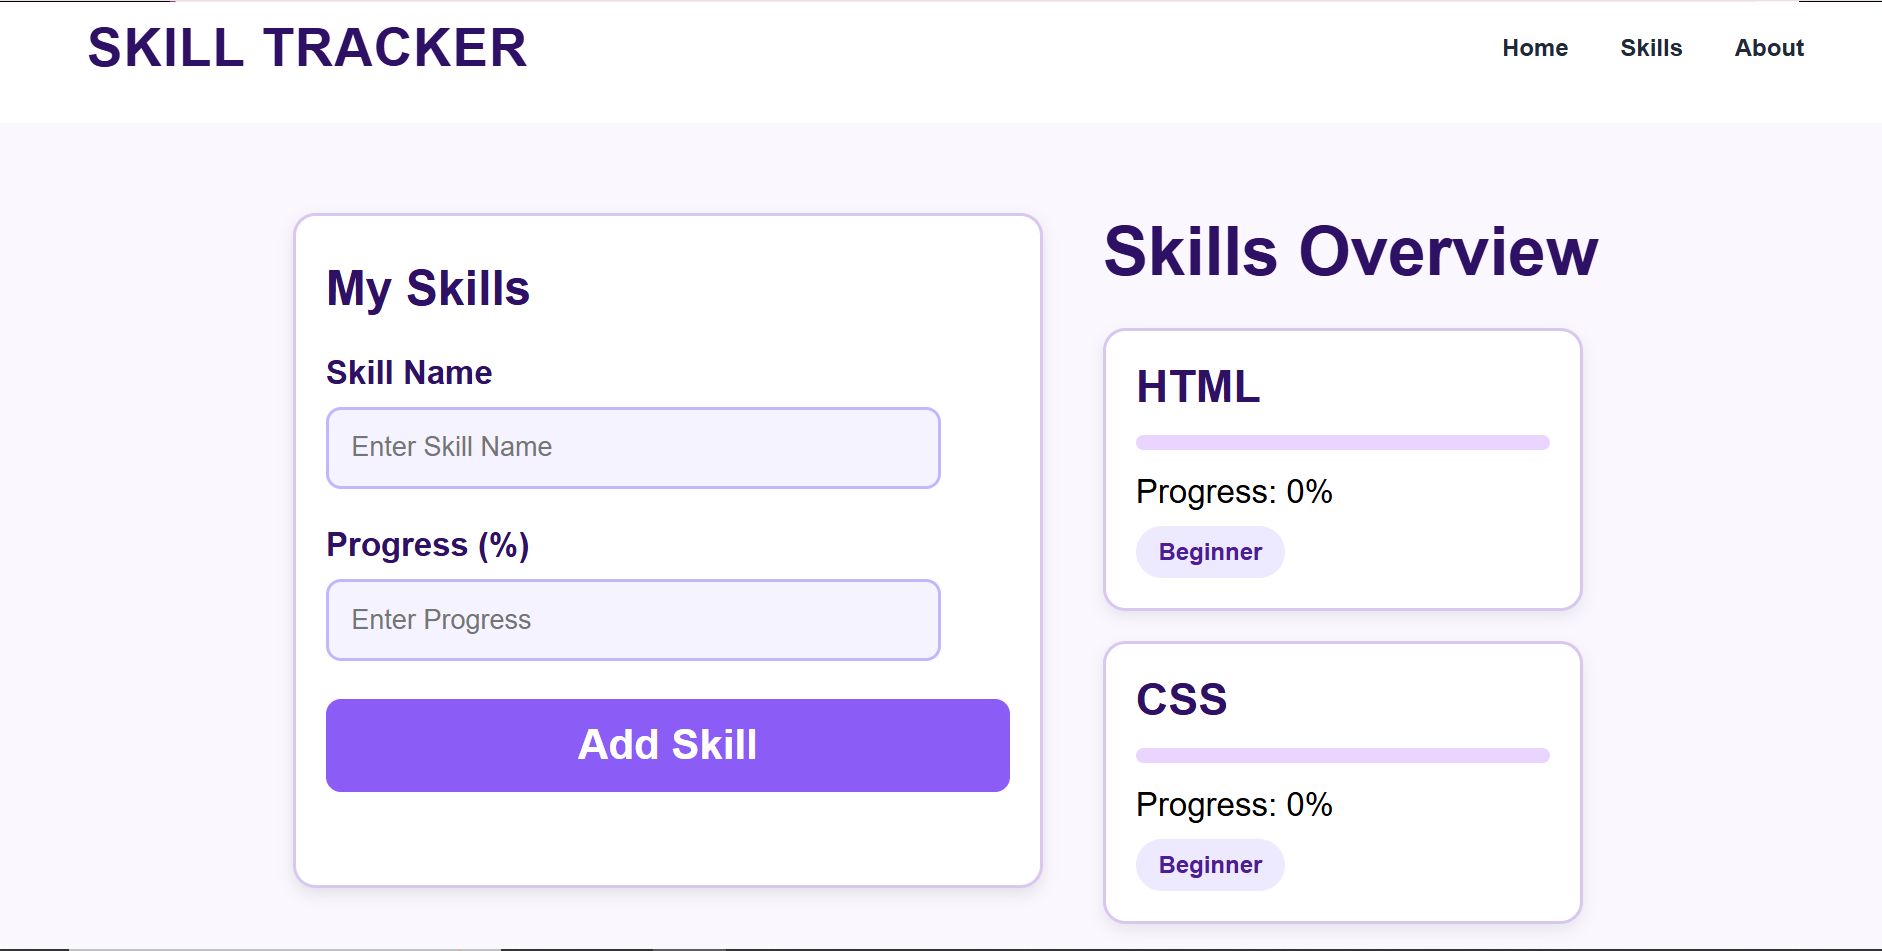 SKILL TRACKER
Home
Skills
About
My Skills
Skill Name
Enter Skill Name
Progress (%)
Enter Progress
Add Skill
Skills Overview
HTML
Progress: 0%
Beginner
CSS
Progress: 0%
Beginner